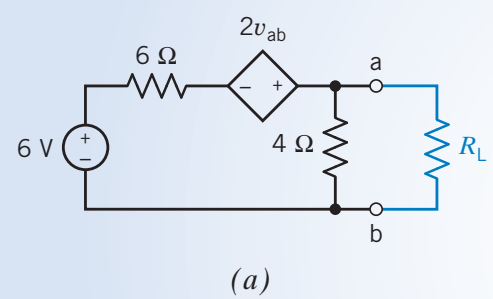 2v_ab
6 Ω
− +
a
6 V
+
−
4 Ω
R_L
b
(a)